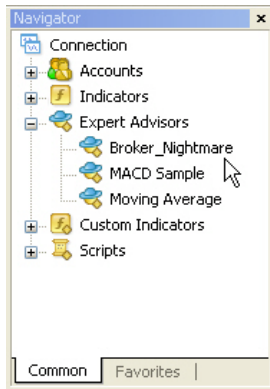 Navigator
Connection
Accounts
Indicators
Expert Advisors
Broker_Nightmare
MACD Sample
Moving Average
Custom Indicators
Scripts
Common Favorites